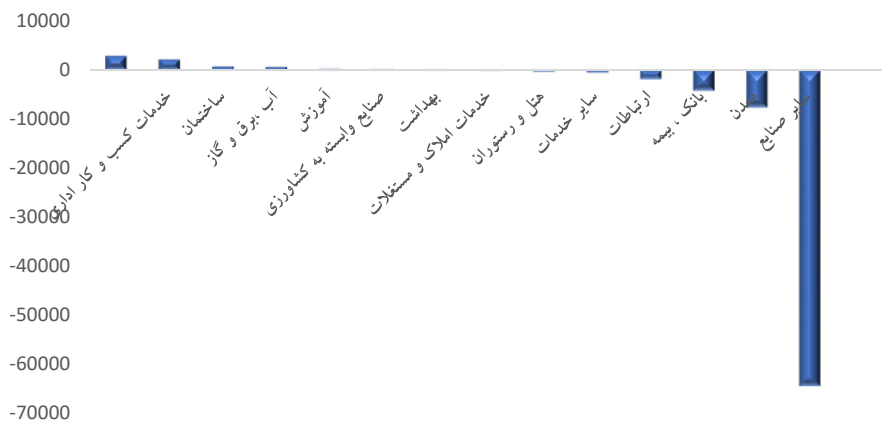 10000
0
-10000
-20000
-30000
-40000
-50000
-60000
-70000
خدمات کسب و کار اداری
ساختمان
آب ،برق و گاز
آموزش
صنایع وابسته به کشاورزی
بهداشت
خدمات املاک و مستغلات
هتل و رستوران
سایر خدمات
ارتباطات
بانک ، بیمه
سایر صنایع